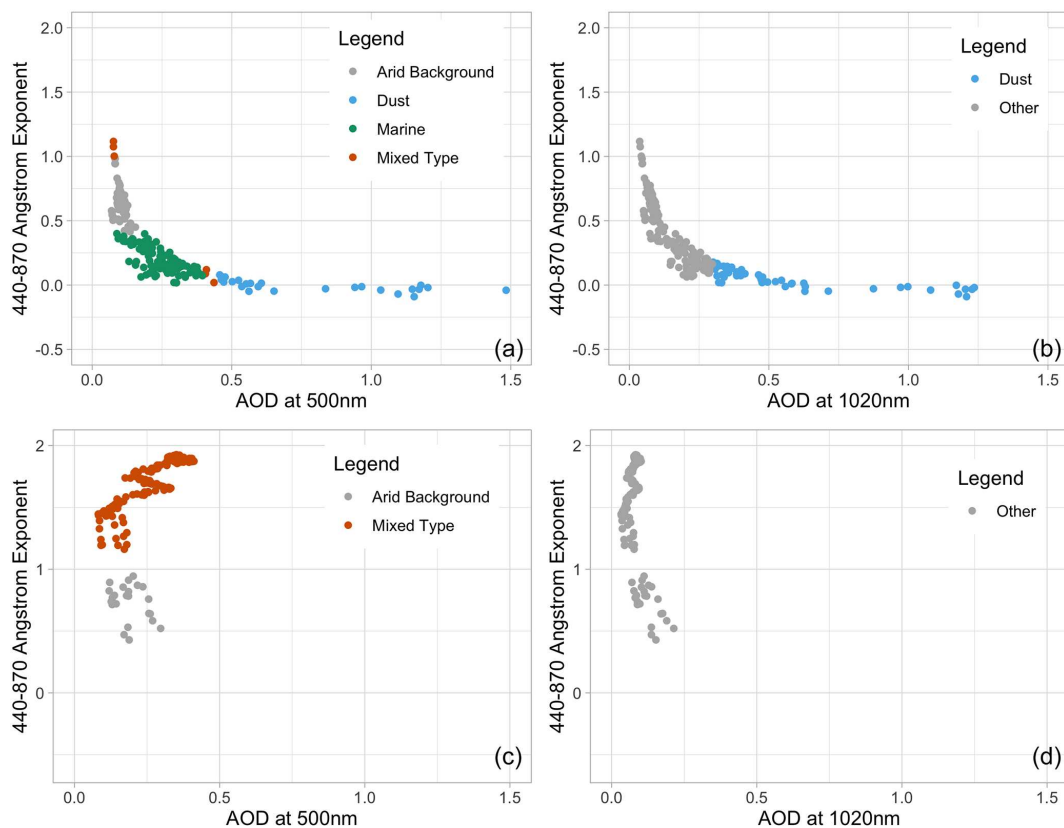 2.0
1.5
1.0
0.5
0.0
-0.5
440-870 Angstrom Exponent
Legend
Arid Background
Dust
Marine
Mixed Type
(a)
0.0 0.5 1.0 1.5
AOD at 500nm
2.0
1.5
1.0
0.5
0.0
-0.5
440-870 Angstrom Exponent
Legend
Dust
Other
(b)
0.0 0.5 1.0 1.5
AOD at 1020nm
2
1
0
440-870 Angstrom Exponent
Legend
Arid Background
Mixed Type
(c)
0.0 0.5 1.0 1.5
AOD at 500nm
2
1
0
440-870 Angstrom Exponent
Legend
Other
(d)
0.0 0.5 1.0 1.5
AOD at 1020nm